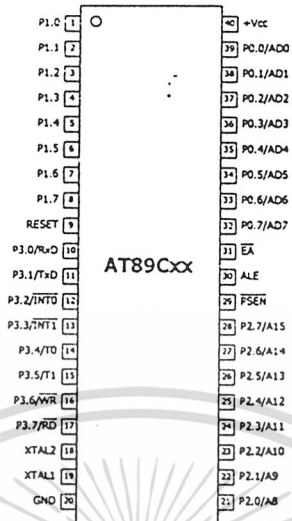 P1.0 1 40 +Vcc
P1.1 2 39 P0.0/AD0
P1.2 3 38 P0.1/AD1
P1.3 4 37 P0.2/AD2
P1.4 5 36 P0.3/AD3
P1.5 6 35 P0.4/AD4
P1.6 7 34 P0.5/AD5
P1.7 8 33 P0.6/AD6
RESET 9 32 P0.7/AD7
P3.0/RxD 10 31 EA
P3.1/TxD 11 AT89Cxx 30 ALE
P3.2/INT0 12 29 PSEN
P3.3/INT1 13 28 P2.7/A15
P3.4/T0 14 27 P2.6/A14
P3.5/T1 15 26 P2.5/A13
P3.6/WR 16 25 P2.4/A12
P3.7/RD 17 24 P2.3/A11
XTAL2 18 23 P2.2/A10
XTAL1 19 22 P2.1/A9
GND 20 21 P2.0/A8